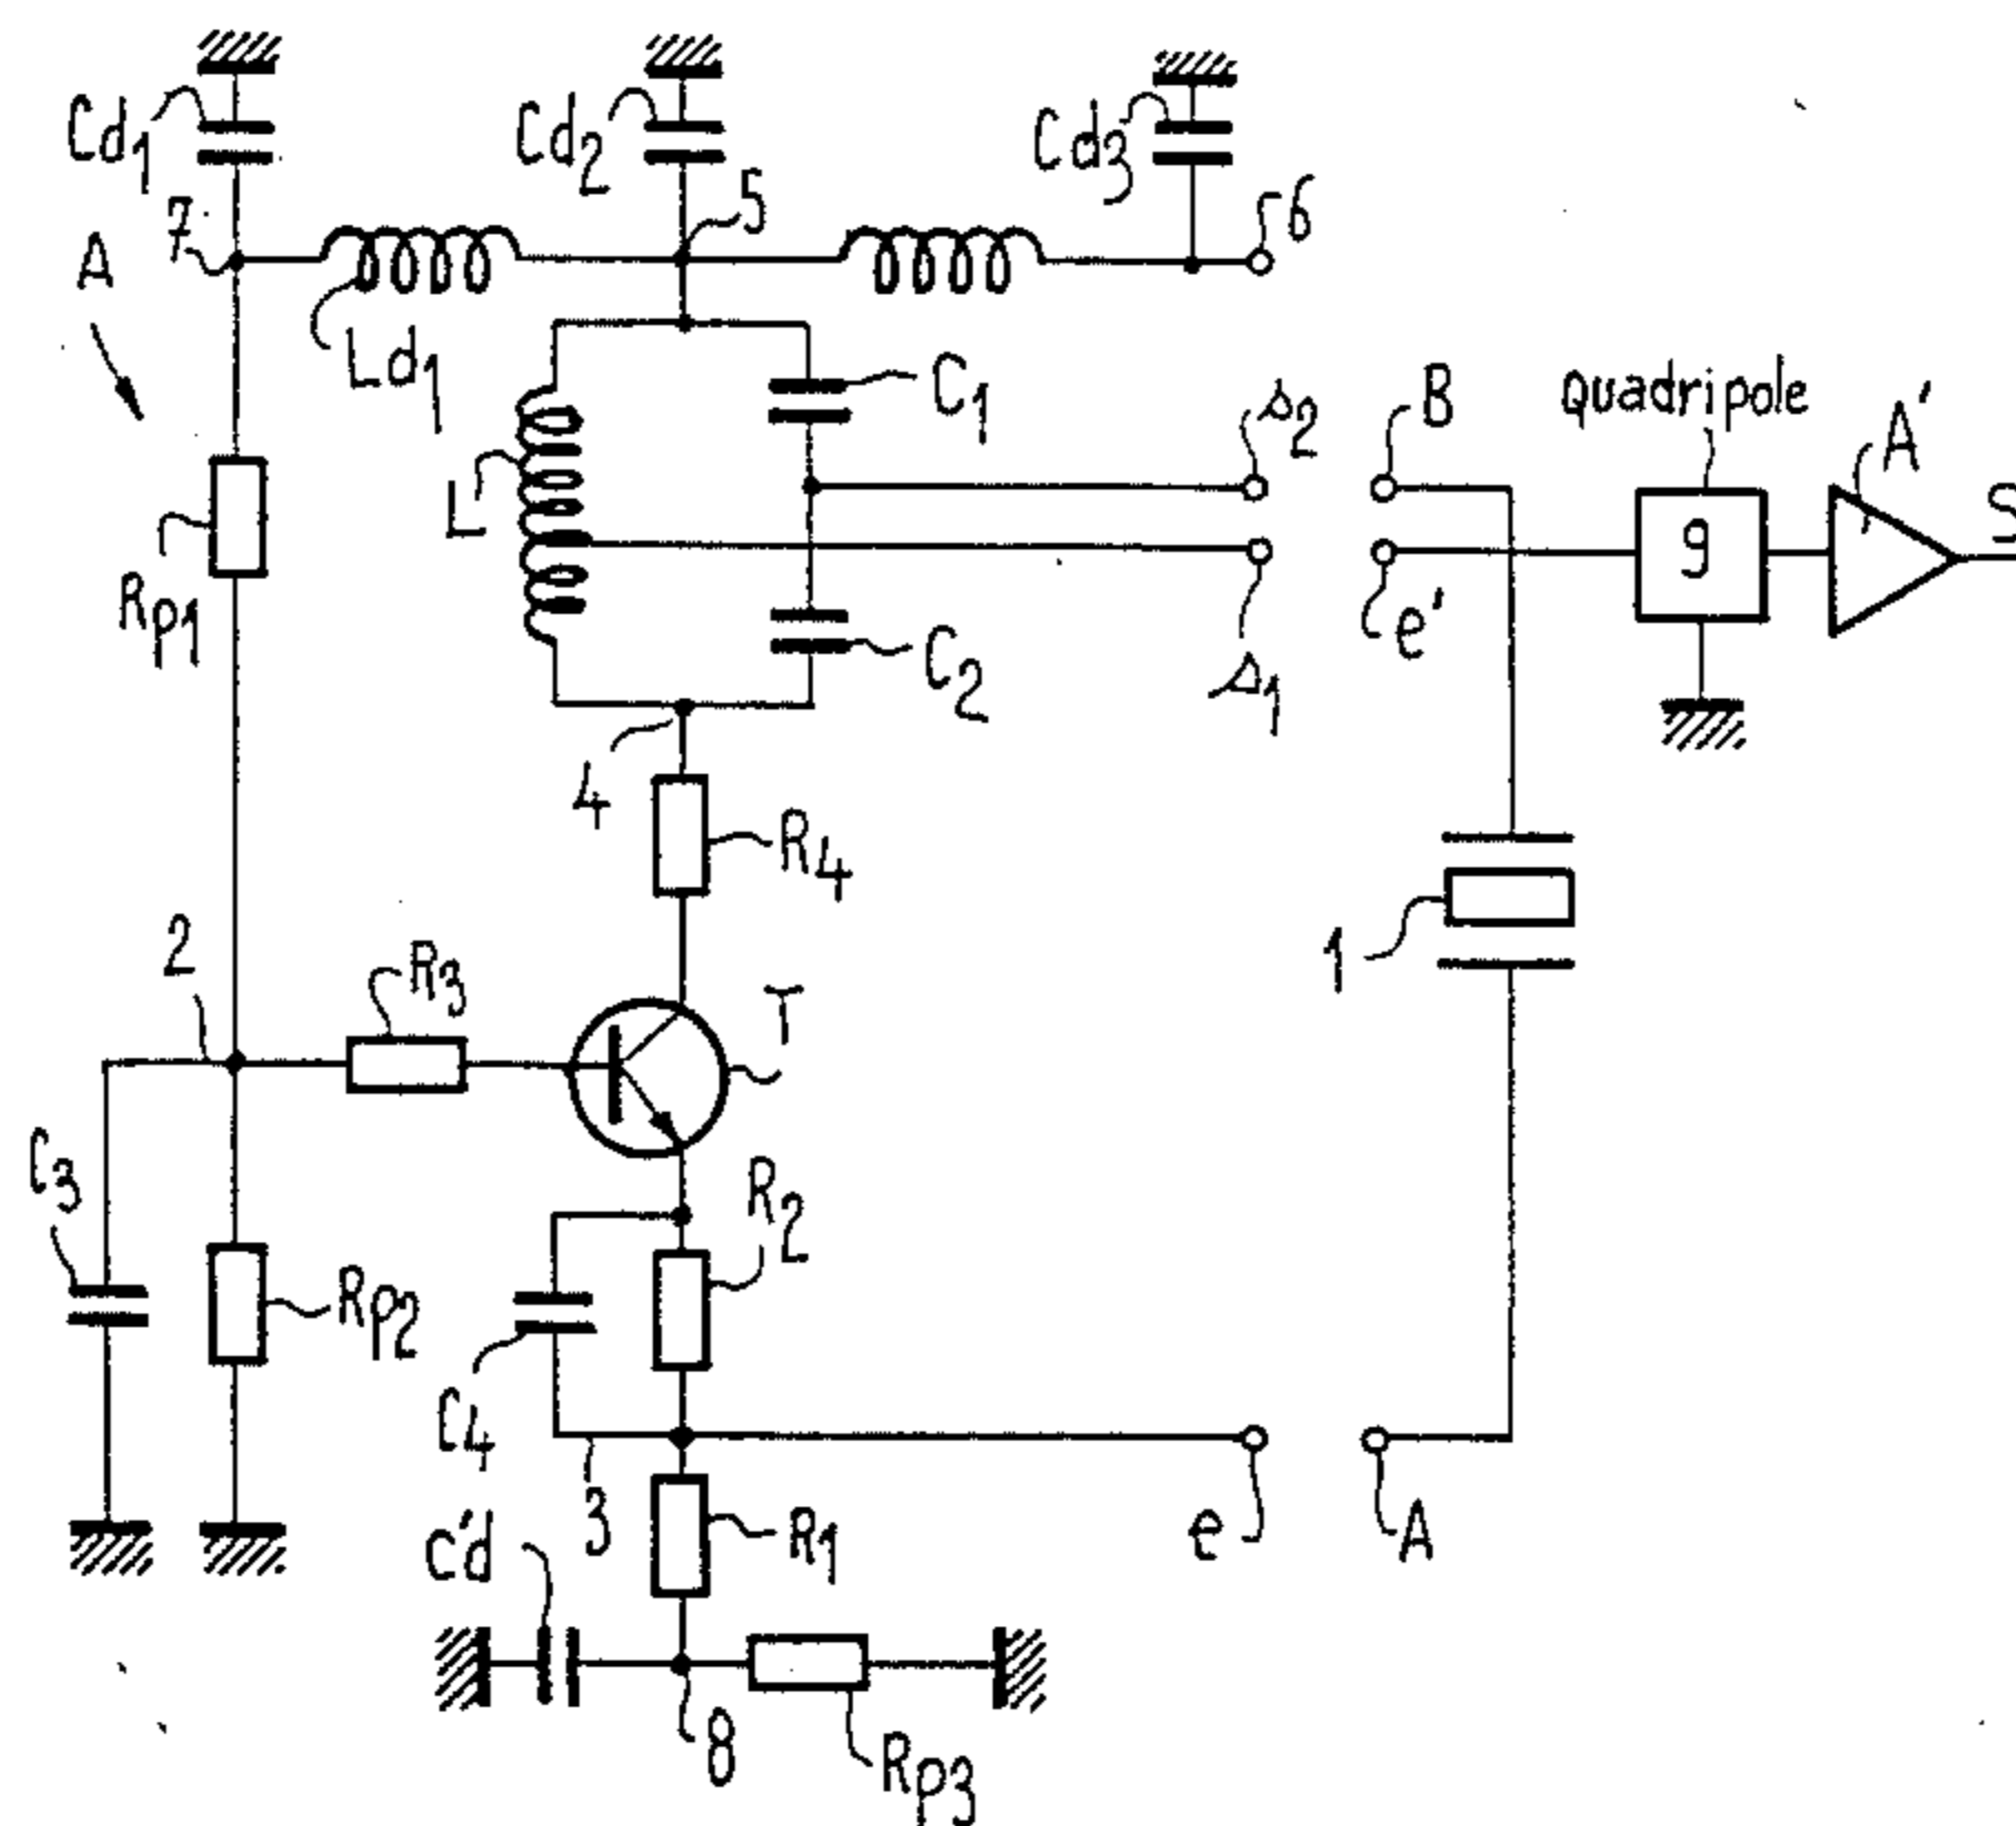 Cd1
Cd2
Cd3
7
5
6
A
Ld1
C1
s2
B
quadripole
A'
S
L
9
Rp1
e'
C2
s1
4
R4
1
2
R3
T
C3
R2
Rp2
C4
3
R1
e
A
c'd
8
Rp3